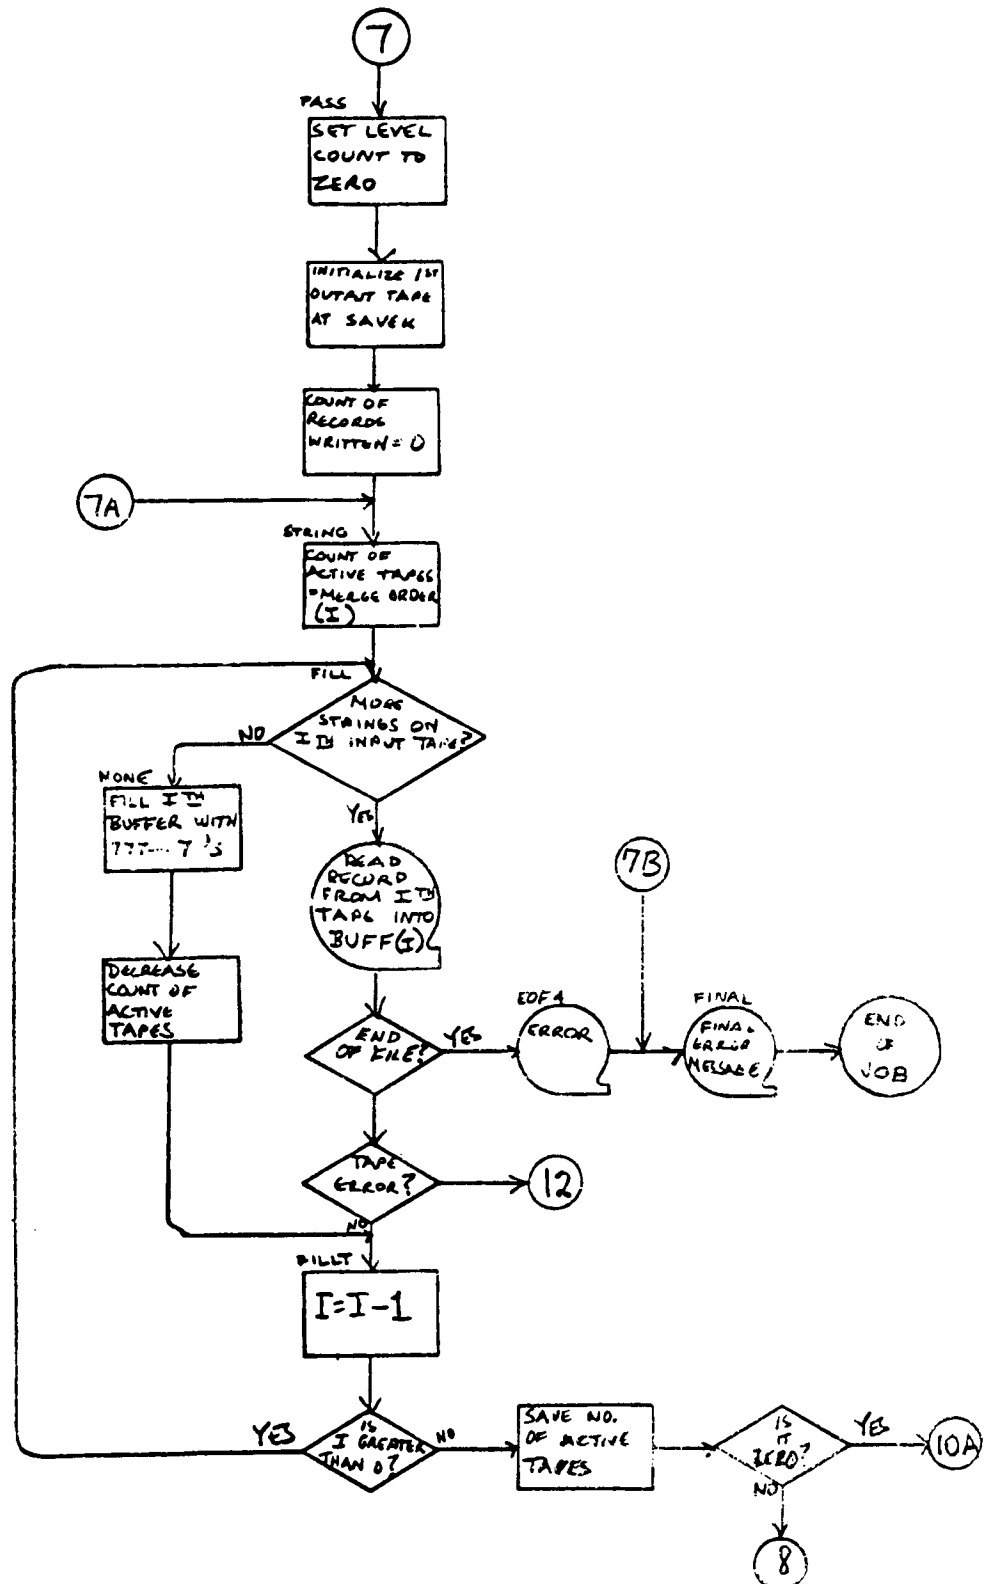 7
PASS
SET LEVEL
COUNT TO
ZERO
INITIALIZE 1ST
OUTPUT TAPE
AT SAVEK
COUNT OF
RECORDS
WRITTEN = 0
7A
STRING
COUNT OF
ACTIVE TAPES
=MERGE ORDER
(I)
FILL
MORE
STRINGS ON
I TH INPUT TAPE?
NO
YES
NONE
FILL I TH
BUFFER WITH
777---7'S
DECREASE
COUNT OF
ACTIVE
TAPES
READ
RECORD
FROM I TH
TAPE INTO
BUFF(I)
7B
END
OF FILE?
YES
EOF4
ERROR
FINAL
FINAL
ERROR
MESSAGE
END
OF
JOB
TAPE
ERROR?
12
NO
FILLT
I=I-1
IS
I GREATER
THAN 0?
YES
NO
SAVE NO.
OF ACTIVE
TAPES
IS
IT
ZERO?
YES
10A
NO
8